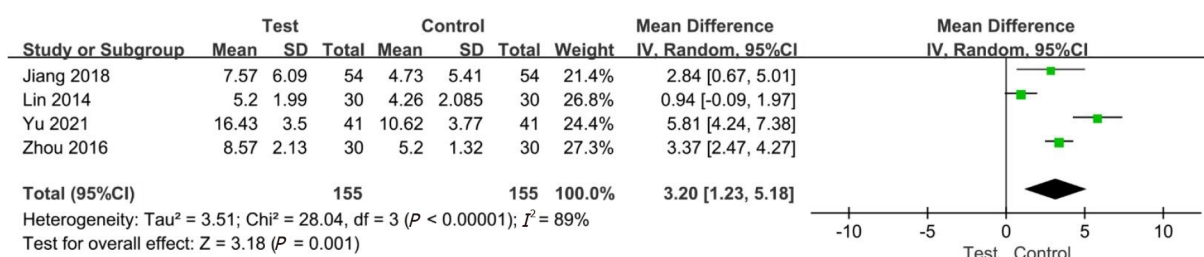 Test Control Mean Difference Mean Difference
Study or Subgroup Mean SD Total Mean SD Total Weight IV, Random, 95%CI IV, Random, 95%CI
Jiang 2018 7.57 6.09 54 4.73 5.41 54 21.4% 2.84 [0.67, 5.01]
Lin 2014 5.2 1.99 30 4.26 2.085 30 26.8% 0.94 [-0.09, 1.97]
Yu 2021 16.43 3.5 41 10.62 3.77 41 24.4% 5.81 [4.24, 7.38]
Zhou 2016 8.57 2.13 30 5.2 1.32 30 27.3% 3.37 [2.47, 4.27]
Total (95%CI) 155 155 100.0% 3.20 [1.23, 5.18]
Heterogeneity: Tau² = 3.51; Chi² = 28.04, df = 3 (P < 0.00001); I² = 89%
Test for overall effect: Z = 3.18 (P = 0.001)
-10 -5 0 5 10
Test Control